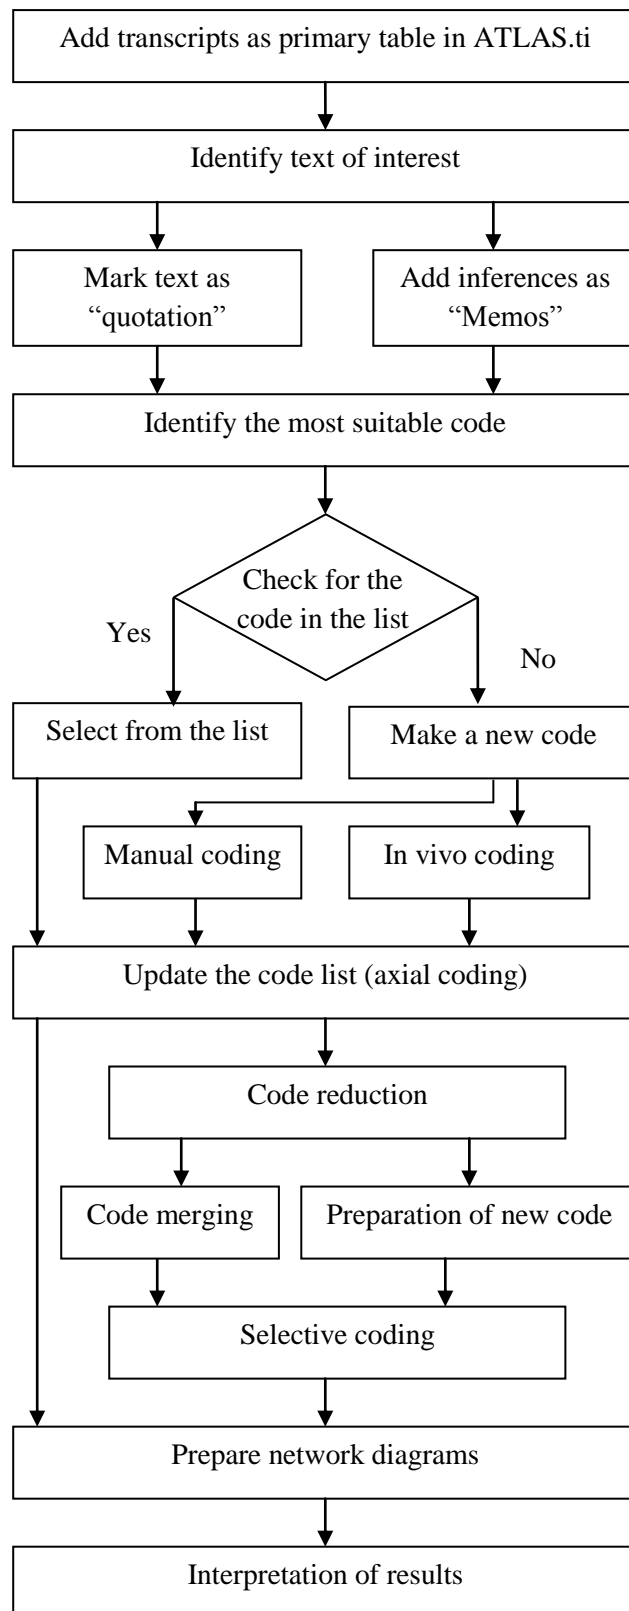 Add transcripts as primary table in ATLAS.ti
Identify text of interest
Mark text as
“quotation”
Add inferences as
“Memos”
Identify the most suitable code
Check for the
code in the list
Yes
No
Select from the list
Make a new code
Manual coding
In vivo coding
Update the code list (axial coding)
Code reduction
Code merging
Preparation of new code
Selective coding
Prepare network diagrams
Interpretation of results